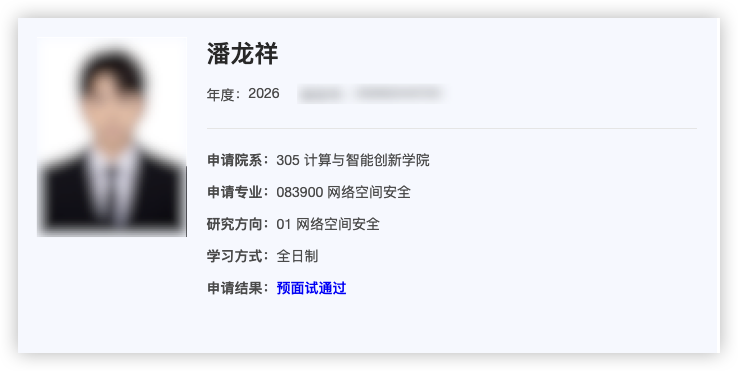 潘龙祥
年度：2026
申请院系：305 计算与智能创新学院
申请专业：083900 网络空间安全
研究方向：01 网络空间安全
学习方式：全日制
申请结果：预面试通过